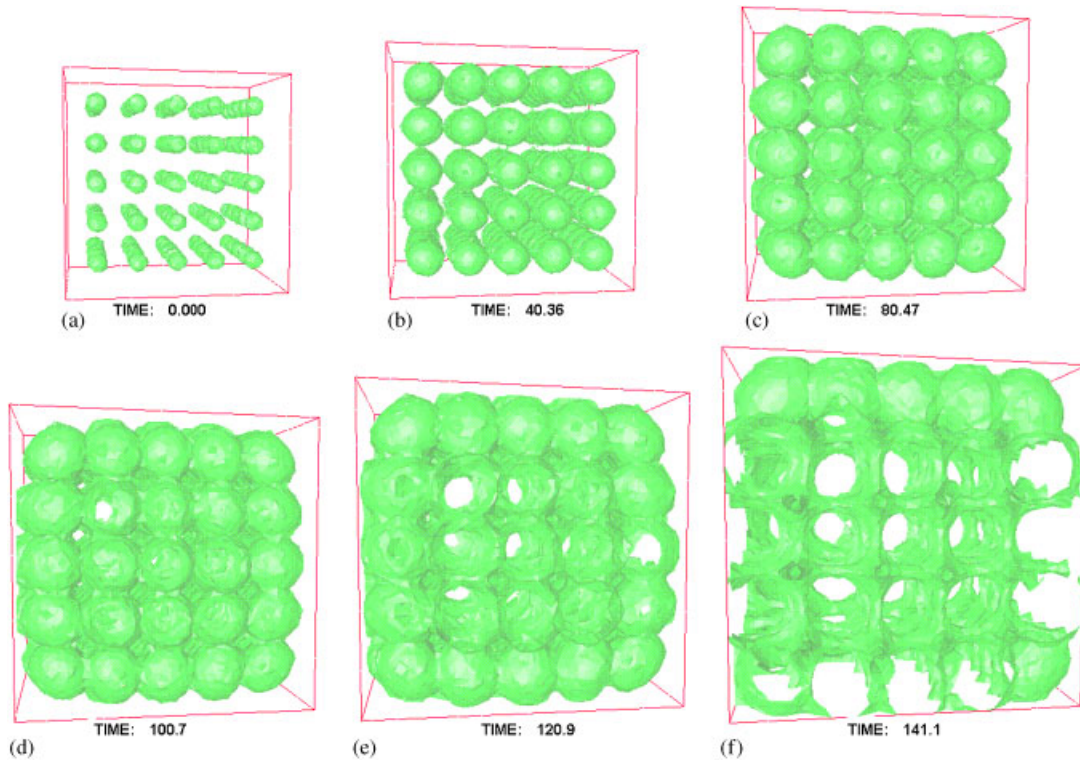 (a) TIME: 0.000
(b) TIME: 40.36
(c) TIME: 80.47
(d) TIME: 100.7
(e) TIME: 120.9
(f) TIME: 141.1